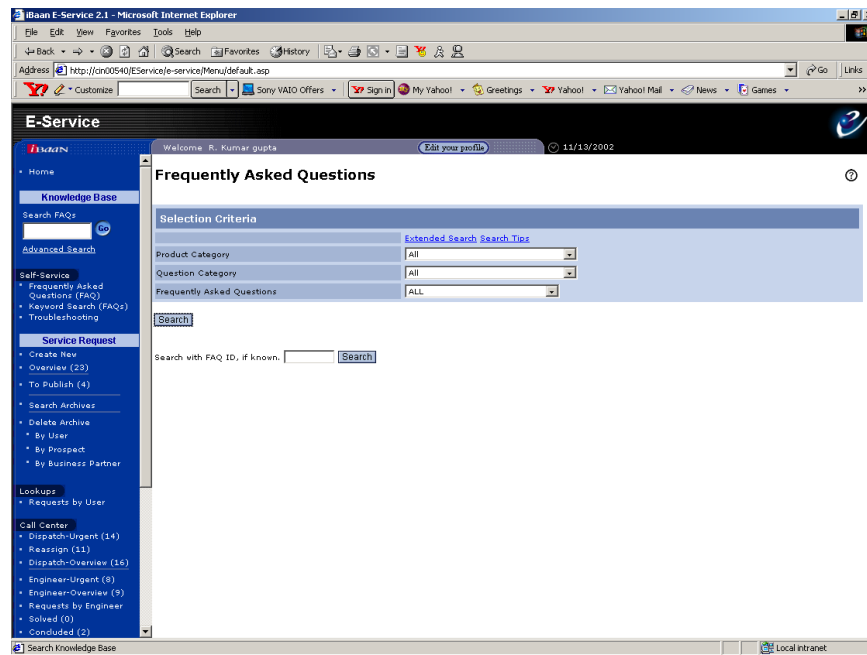 iBaan E-Service 2.1 - Microsoft Internet Explorer
File Edit View Favorites Tools Help
Back Search Favorites History
Address http://cin00540/EService/e-service/Menu/default.asp Go Links
Y! Customize Search Sony VAIO Offers Y! Sign in My Yahoo! Greetings Y! Yahoo! Yahoo! Mail News Games »
E-Service
iBaan Welcome R. Kumar gupta Edit your profile 11/13/2002
Home
Knowledge Base
Search FAQs
Go
Advanced Search
Self-Service
Frequently Asked
Questions (FAQ)
Keyword Search (FAQs)
Troubleshooting
Service Request
Create New
Overview (23)
To Publish (4)
Search Archives
Delete Archive
By User
By Prospect
By Business Partner
Lookups
Requests by User
Call Center
Dispatch-Urgent (14)
Reassign (11)
Dispatch-Overview (16)
Engineer-Urgent (8)
Engineer-Overview (9)
Requests by Engineer
Solved (0)
Concluded (2)
Frequently Asked Questions ?
Selection Criteria
Extended Search Search Tips
Product Category All
Question Category All
Frequently Asked Questions ALL
Search
Search with FAQ ID, if known. Search
Search Knowledge Base Local intranet